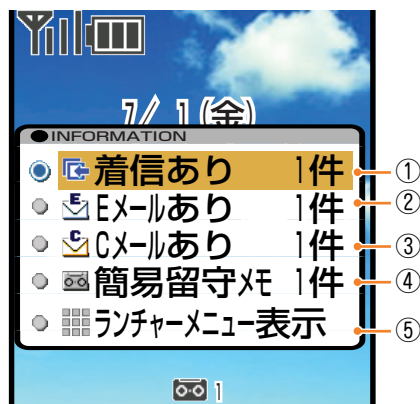 7/ 1(金)
●INFORMATION
着信あり 1件 ①
Eメールあり 1件 ②
Cメールあり 1件 ③
簡易留守メモ 1件 ④
ランチャーメニュー表示 ⑤
1